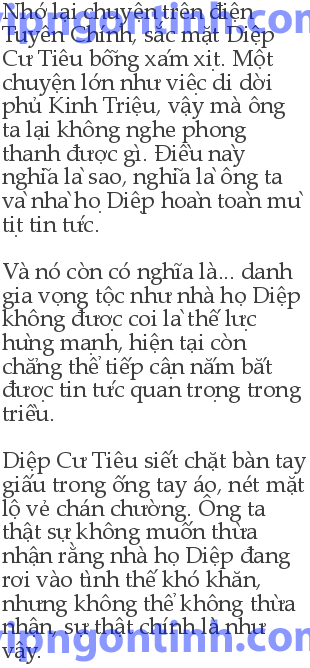 Nhớ lại chuyện trên điện
Tuyên Chính, sắc mặt Diệp
Cư Tiêu bỗng xám xịt. Một
chuyện lớn như việc di dời
phủ Kinh Triệu, vậy mà ông
ta lại không nghe phong
thanh được gì. Điều này
nghĩa là sao, nghĩa là ông ta
và nhà họ Diệp hoàn toàn mù
tịt tin tức.
Và nó còn có nghĩa là... danh
gia vọng tộc như nhà họ Diệp
không được coi là thế lực
hùng mạnh, hiện tại còn
chẳng thể tiếp cận nắm bắt
được tin tức quan trọng trong
triều.
Diệp Cư Tiêu siết chặt bàn tay
giấu trong ống tay áo, nét mặt
lộ vẻ chán chường. Ông ta
thật sự không muốn thừa
nhận rằng nhà họ Diệp đang
rơi vào tình thế khó khăn,
nhưng không thể không thừa
nhận, sự thật chính là như
vậy.
vipngontinh.com
vipngontinh.com
vipngontinh.com